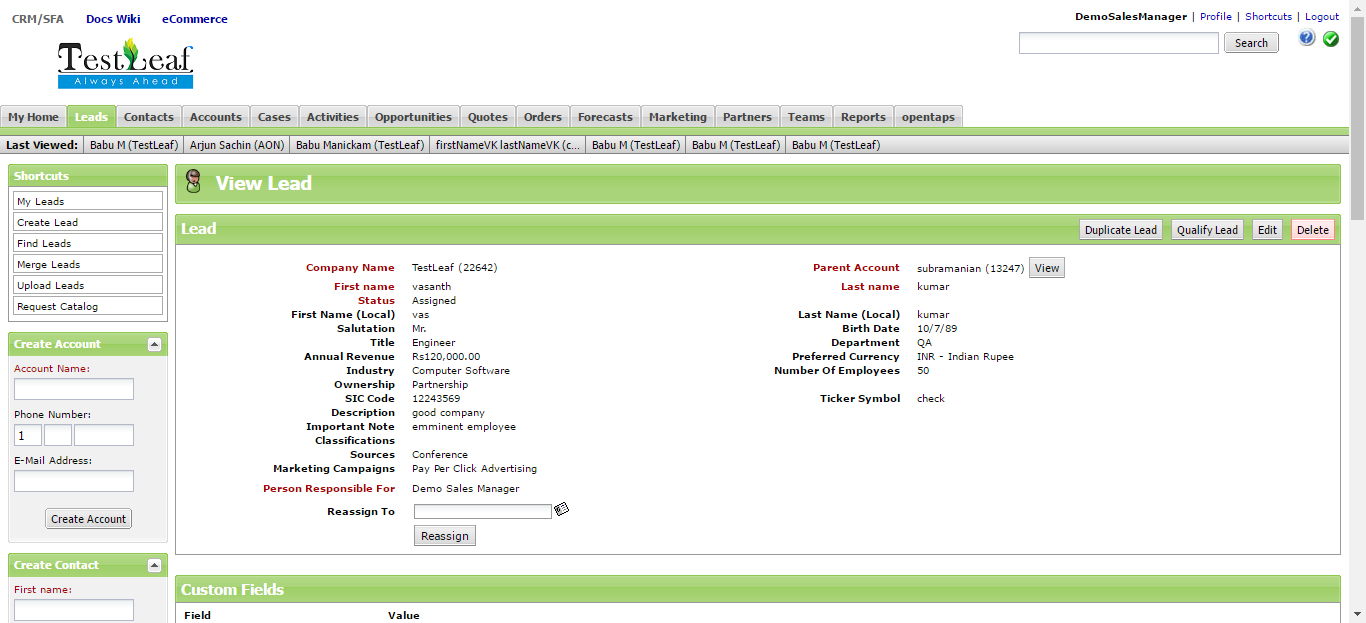 CRM/SFA Docs Wiki eCommerce
DemoSalesManager | Profile | Shortcuts | Logout
TestLeaf
Always Ahead
Search
My Home Leads Contacts Accounts Cases Activities Opportunities Quotes Orders Forecasts Marketing Partners Teams Reports opentaps
Last Viewed: Babu M (TestLeaf) Arjun Sachin (AON) Babu Manickam (TestLeaf) firstNameVK lastNameVK (c... Babu M (TestLeaf) Babu M (TestLeaf) Babu M (TestLeaf)
Shortcuts
My Leads
Create Lead
Find Leads
Merge Leads
Upload Leads
Request Catalog
Create Account
Account Name:
Phone Number:
1
E-Mail Address:
Create Account
Create Contact
First name:
View Lead
Lead Duplicate Lead Qualify Lead Edit Delete
Company Name TestLeaf (22642) Parent Account subramanian (13247) View
First name vasanth Last name kumar
Status Assigned
First Name (Local) vas Last Name (Local) kumar
Salutation Mr. Birth Date 10/7/89
Title Engineer Department QA
Annual Revenue Rs120,000.00 Preferred Currency INR - Indian Rupee
Industry Computer Software Number Of Employees 50
Ownership Partnership
SIC Code 12243569 Ticker Symbol check
Description good company
Important Note emminent employee
Classifications
Sources Conference
Marketing Campaigns Pay Per Click Advertising
Person Responsible For Demo Sales Manager
Reassign To
Reassign
Custom Fields
Field Value